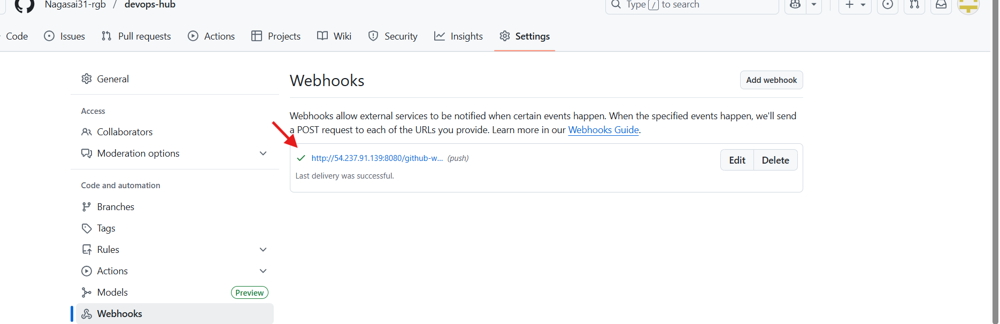 Nagasai31-rgb / devops-hub
Type / to search
Code Issues Pull requests Actions Projects Wiki Security Insights Settings
General
Access
Collaborators
Moderation options
Code and automation
Branches
Tags
Rules
Actions
Models Preview
Webhooks
Webhooks
Add webhook
Webhooks allow external services to be notified when certain events happen. When the specified events happen, we'll send
a POST request to each of the URLs you provide. Learn more in our Webhooks Guide.
http://54.237.91.139:8080/github-w... (push)
Edit Delete
Last delivery was successful.